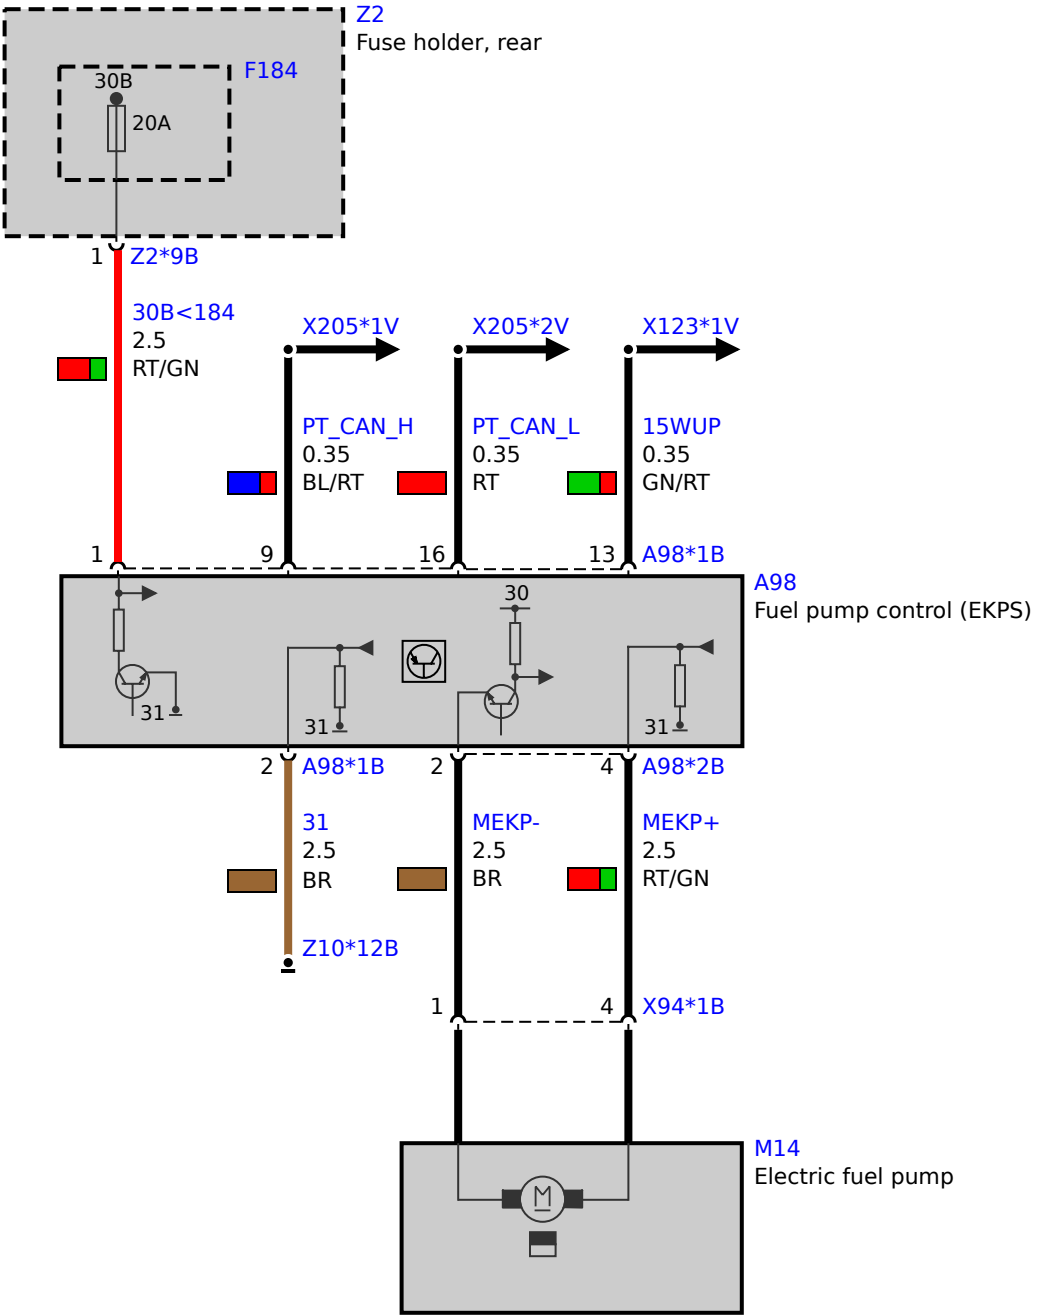 Z2
Fuse holder, rear
F184
30B
20A
1 Z2*9B
30B<184
2.5
RT/GN
X205*1V
X205*2V
X123*1V
PT_CAN_H
0.35
BL/RT
PT_CAN_L
0.35
RT
15WUP
0.35
GN/RT
1
9
16
13 A98*1B
A98
Fuel pump control (EKPS)
30
31
31
31
2 A98*1B
2
4 A98*2B
31
2.5
BR
MEKP-
2.5
BR
MEKP+
2.5
RT/GN
Z10*12B
1
4 X94*1B
M14
Electric fuel pump
M